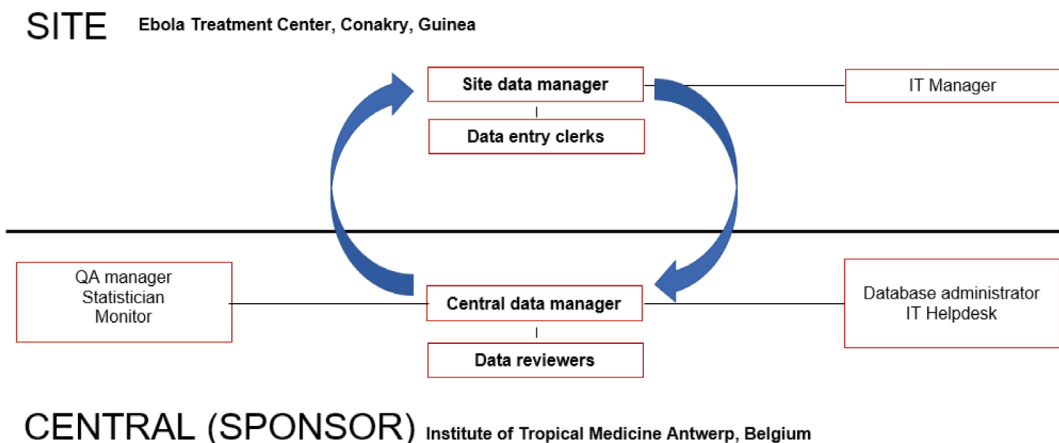 SITE Ebola Treatment Center, Conakry, Guinea
Site data manager
IT Manager
Data entry clerks
QA manager
Statistician
Monitor
Central data manager
Database administrator
IT Helpdesk
Data reviewers
CENTRAL (SPONSOR) Institute of Tropical Medicine Antwerp, Belgium